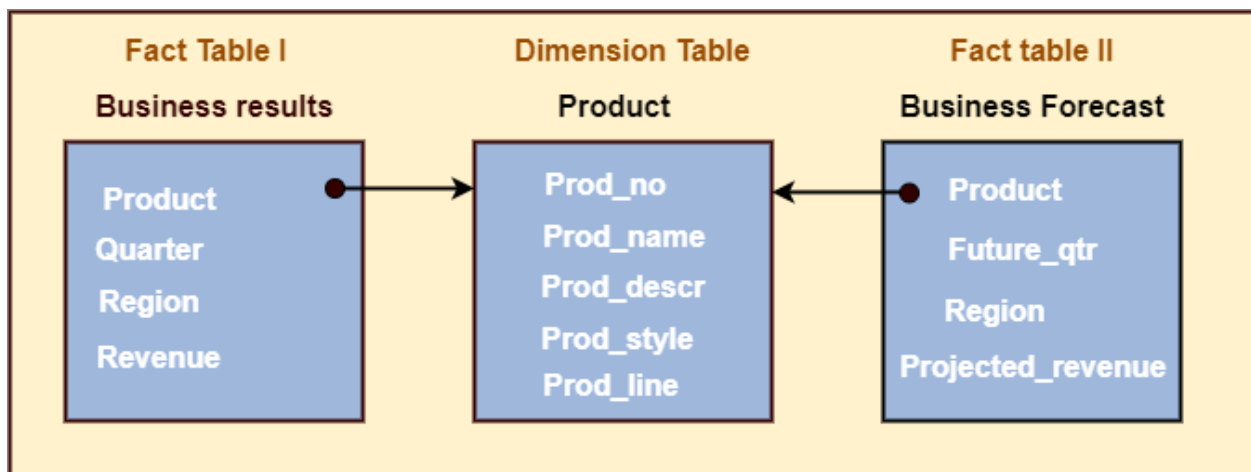 Fact Table I
Business results
Product
Quarter
Region
Revenue
Dimension Table
Product
Prod_no
Prod_name
Prod_descr
Prod_style
Prod_line
Fact table II
Business Forecast
Product
Future_qtr
Region
Projected_revenue